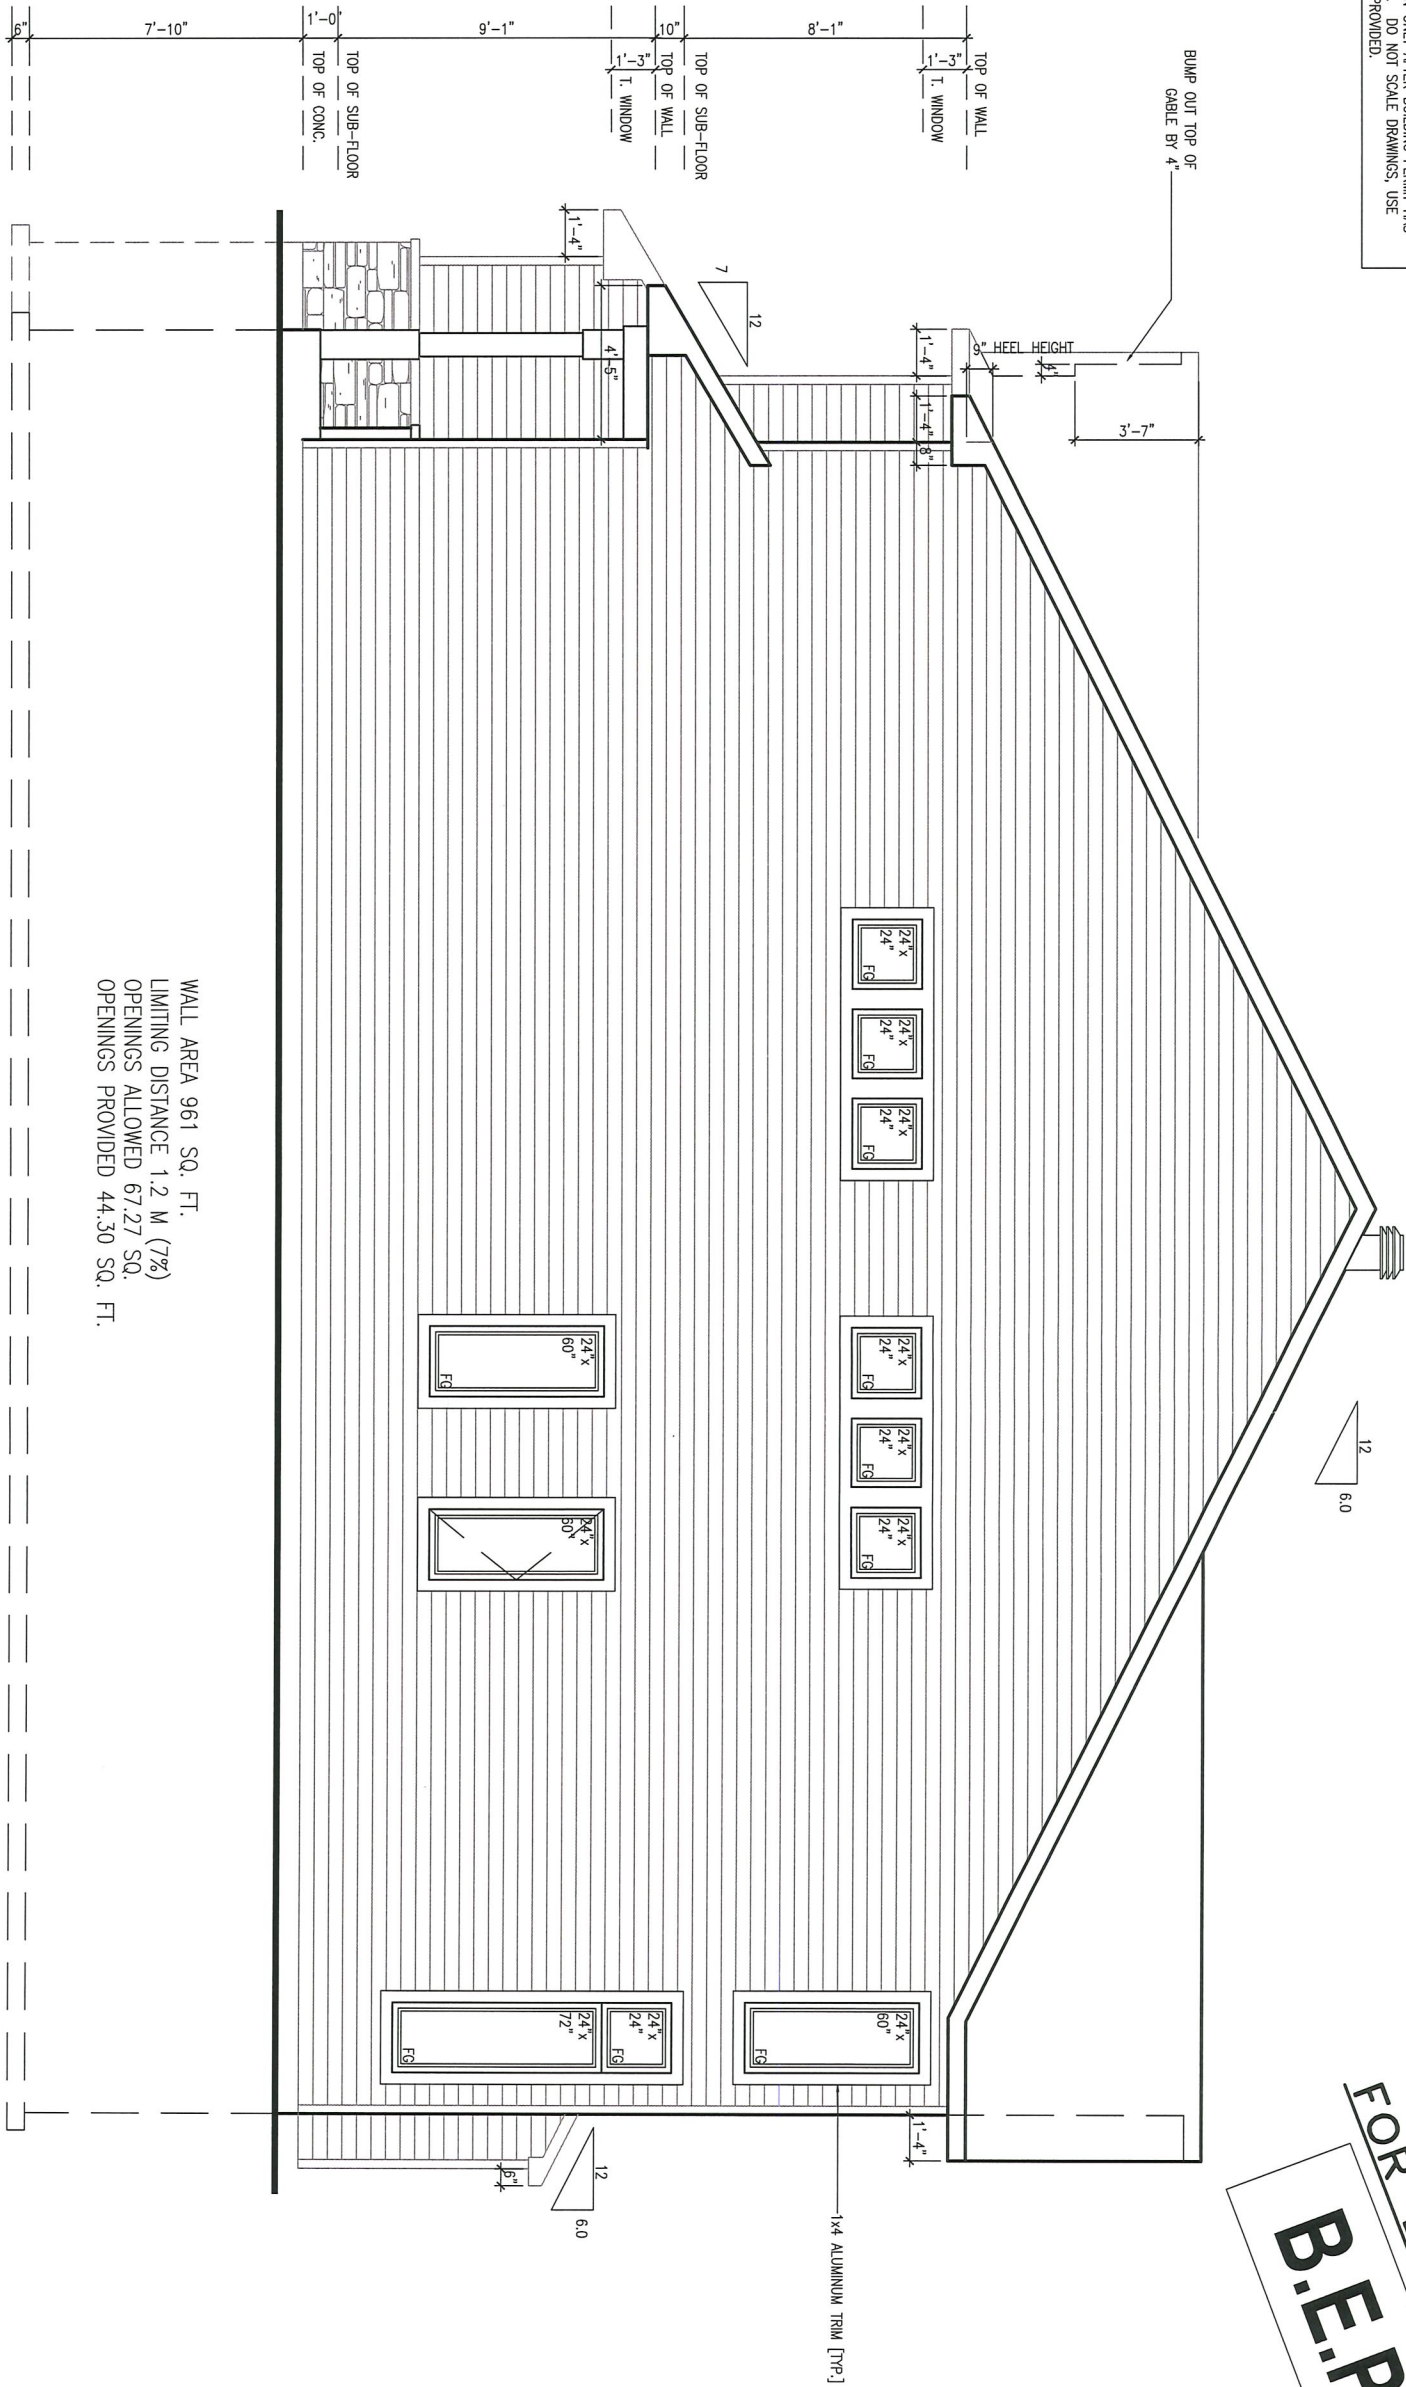 DO NOT SCALE DRAWINGS, USE
PROVIDED.
FOR
B.E.P
BUMP OUT TOP OF
GABLE BY 4"
3'-7"
4"
9" HEEL HEIGHT
1'-4"
1'-4"
8"
12
6.0
TOP OF WALL
1'-3"
T. WINDOW
8'-1"
TOP OF SUB-FLOOR
10"
TOP OF WALL
1'-3"
T. WINDOW
9'-1"
TOP OF SUB-FLOOR
1'-0"
TOP OF CONC.
7'-10"
6"
12
7
1'-4"
4'-5"
24"x
24"
FG
24"x
24"
FG
24"x
24"
FG
24"x
24"
FG
24"x
24"
FG
24"x
24"
FG
24"x
60"
FG
1'-4"
1x4 ALUMINUM TRIM [TYP.]
24"x
60"
FG
24"x
60"
24"x
24"
FG
24"x
72"
FG
12
6.0
6"
WALL AREA 961 SQ. FT.
LIMITING DISTANCE 1.2 M (7%)
OPENINGS ALLOWED 67.27 SQ.
OPENINGS PROVIDED 44.30 SQ. FT.